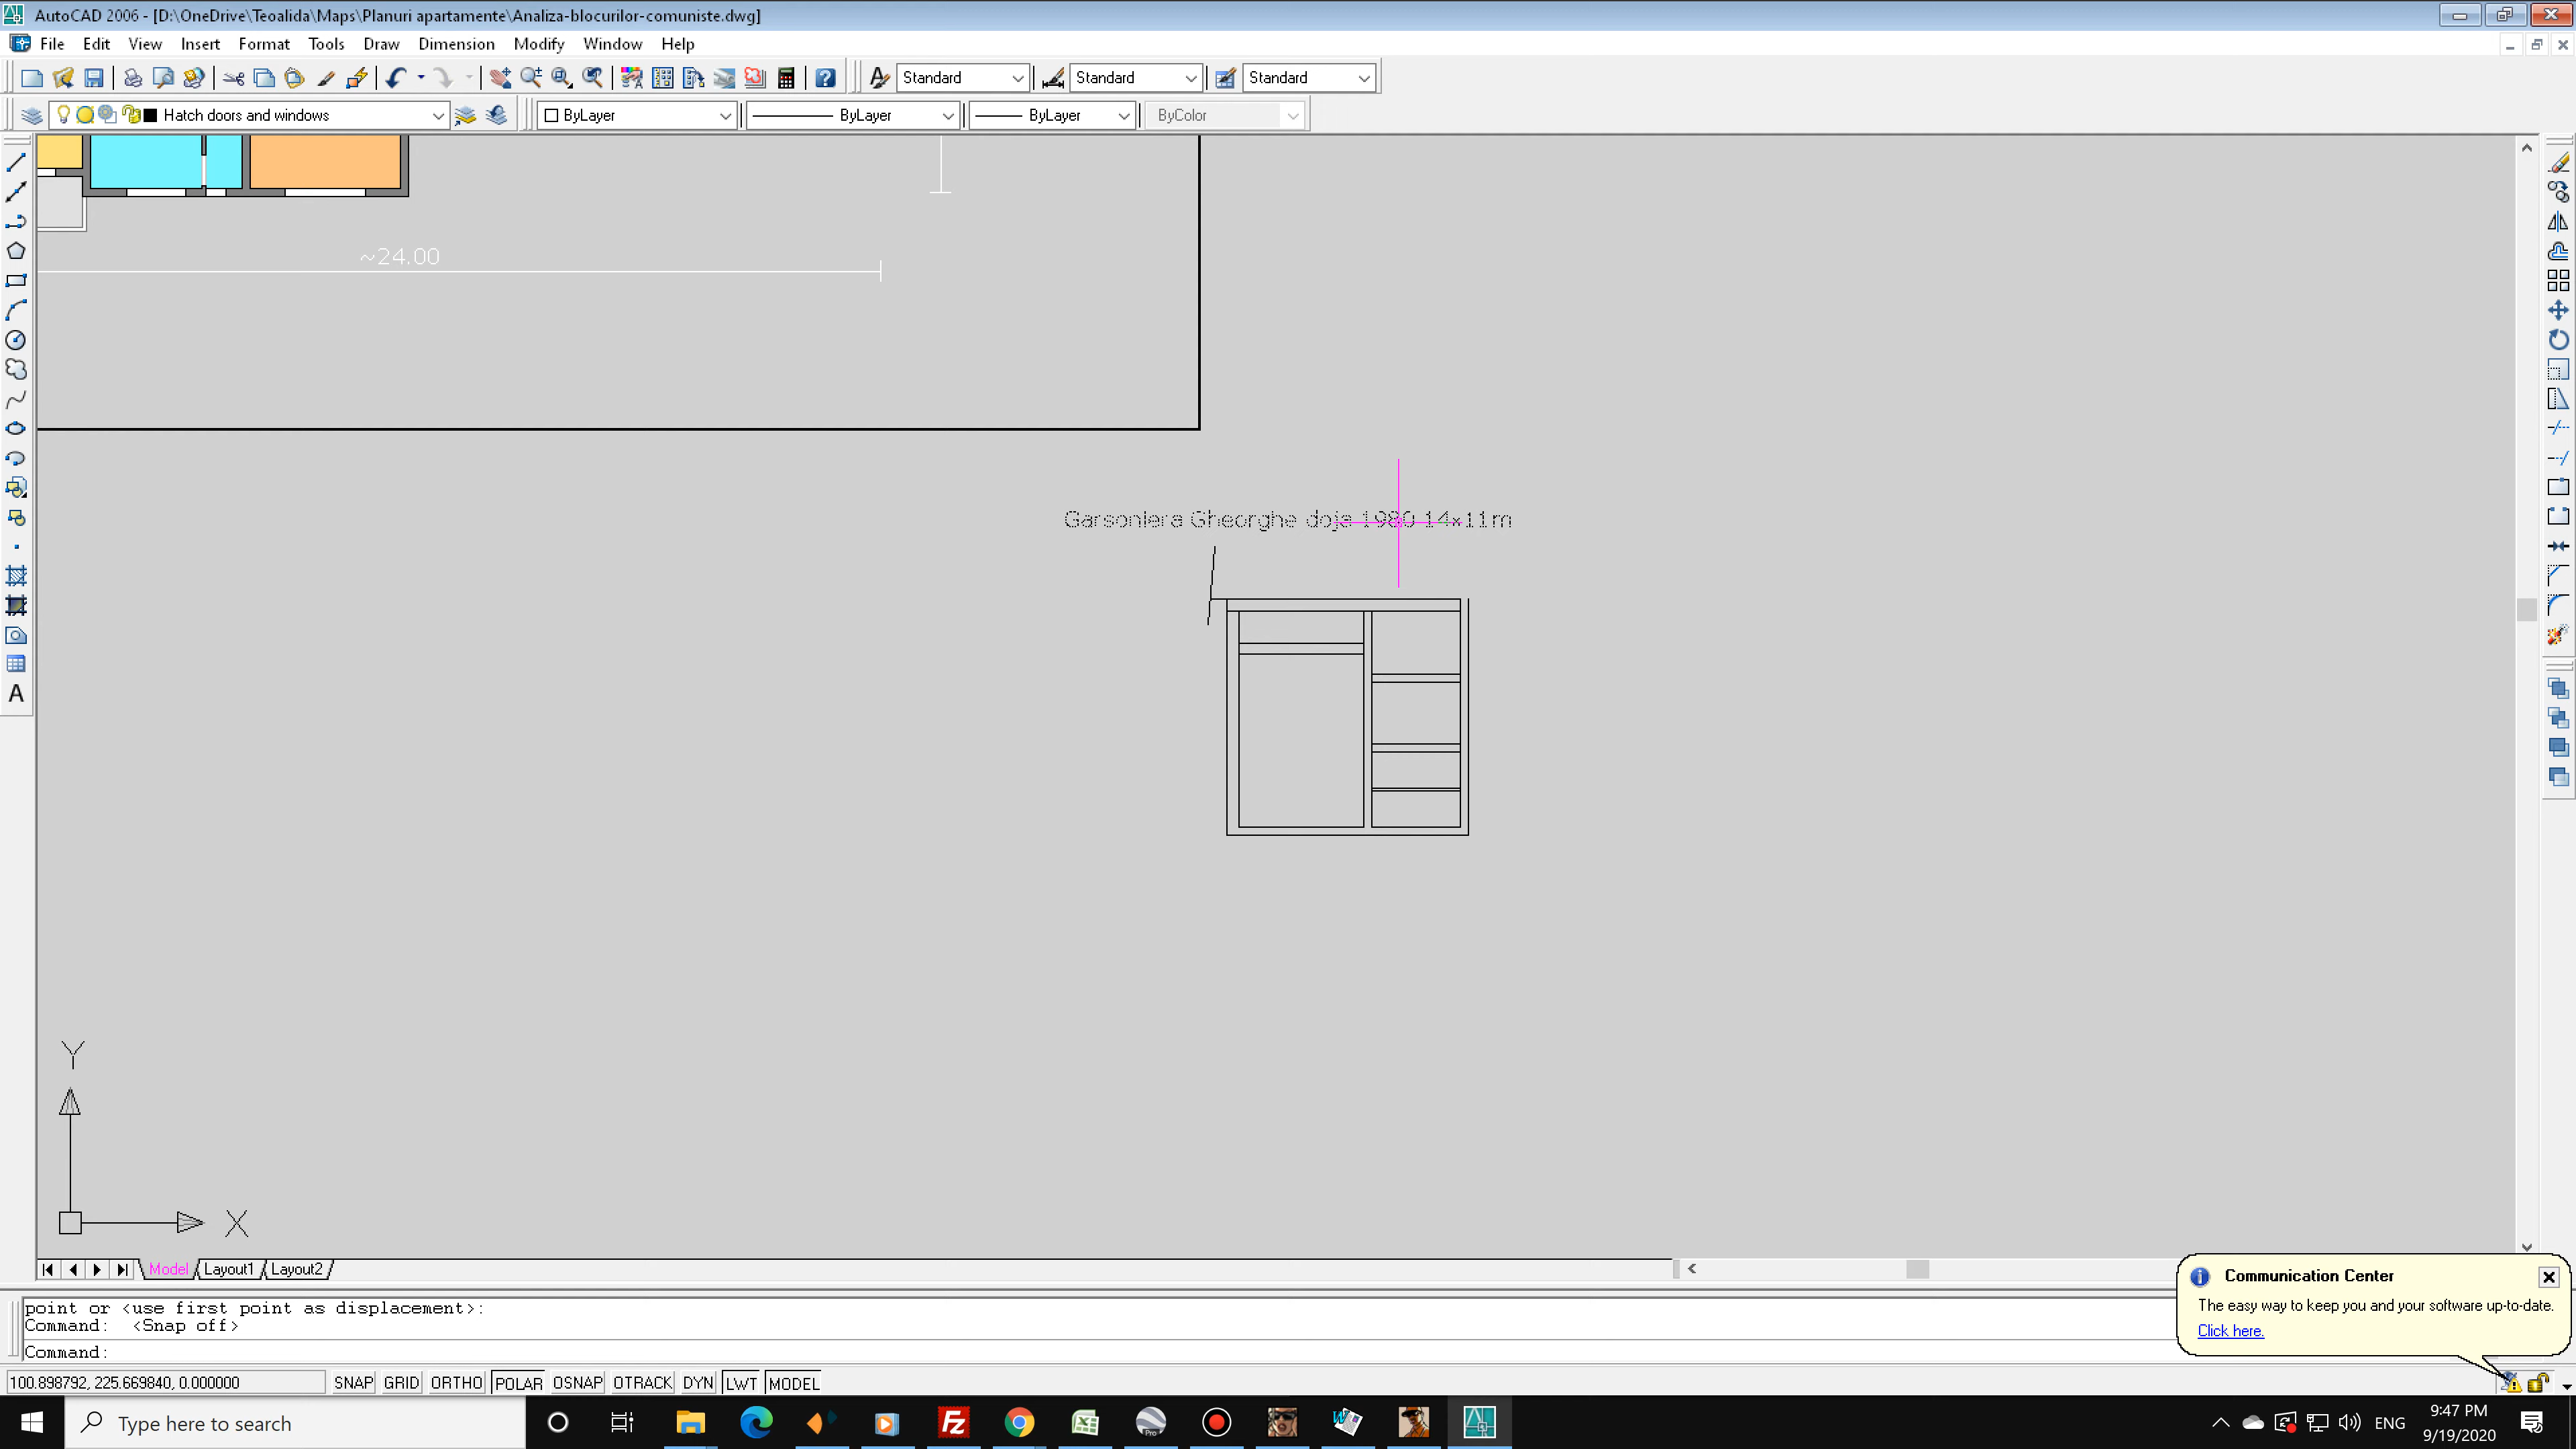 AutoCAD 2006 - [D:\OneDrive\Teoalida\Maps\Planuri apartamente\Analiza-blocurilor-comuniste.dwg]
File Edit View Insert Format Tools Draw Dimension Modify Window Help
Standard Standard Standard
Hatch doors and windows ByLayer ByLayer ByLayer ByColor
~24.00
Garsoniera Gheorghe doja 1980 14x11m
Y
X
Model Layout1 Layout2
point or <use first point as displacement>:
Command: <Snap off>
Command:
Communication Center
The easy way to keep you and your software up-to-date.
Click here.
100.898792, 225.669840, 0.000000 SNAP GRID ORTHO POLAR OSNAP OTRACK DYN LWT MODEL
Type here to search
Fz
Pro
ENG
9:47 PM
9/19/2020